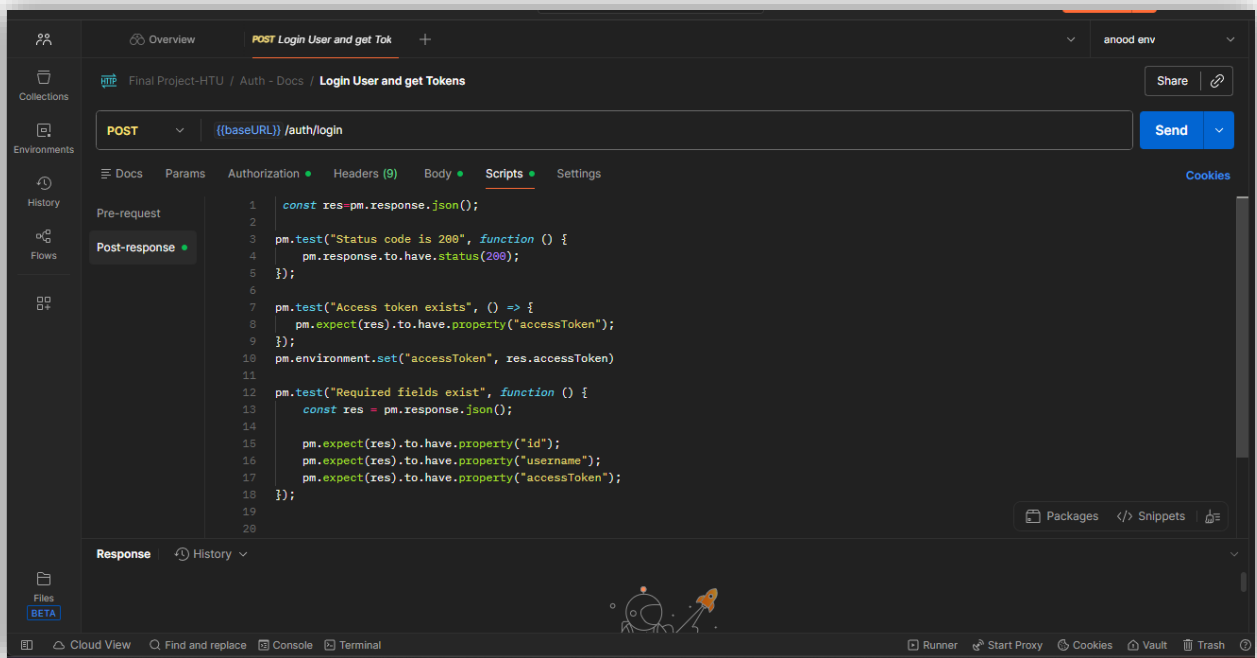 Overview
POST Login User and get Tok
anood env
Collections
Environments
History
Flows
Files
BETA
HTTP Final Project-HTU / Auth - Docs / Login User and get Tokens
Share
POST {{baseURL}} /auth/login
Send
Docs Params Authorization Headers (9) Body Scripts Settings
Cookies
Pre-request
Post-response
1 const res=pm.response.json();
2
3 pm.test("Status code is 200", function () {
4 pm.response.to.have.status(200);
5 });
6
7 pm.test("Access token exists", () => {
8 pm.expect(res).to.have.property("accessToken");
9 });
10 pm.environment.set("accessToken", res.accessToken)
11
12 pm.test("Required fields exist", function () {
13 const res = pm.response.json();
14
15 pm.expect(res).to.have.property("id");
16 pm.expect(res).to.have.property("username");
17 pm.expect(res).to.have.property("accessToken");
18 });
19
20
Packages </> Snippets
Response History
Cloud View Find and replace Console Terminal
Runner Start Proxy Cookies Vault Trash